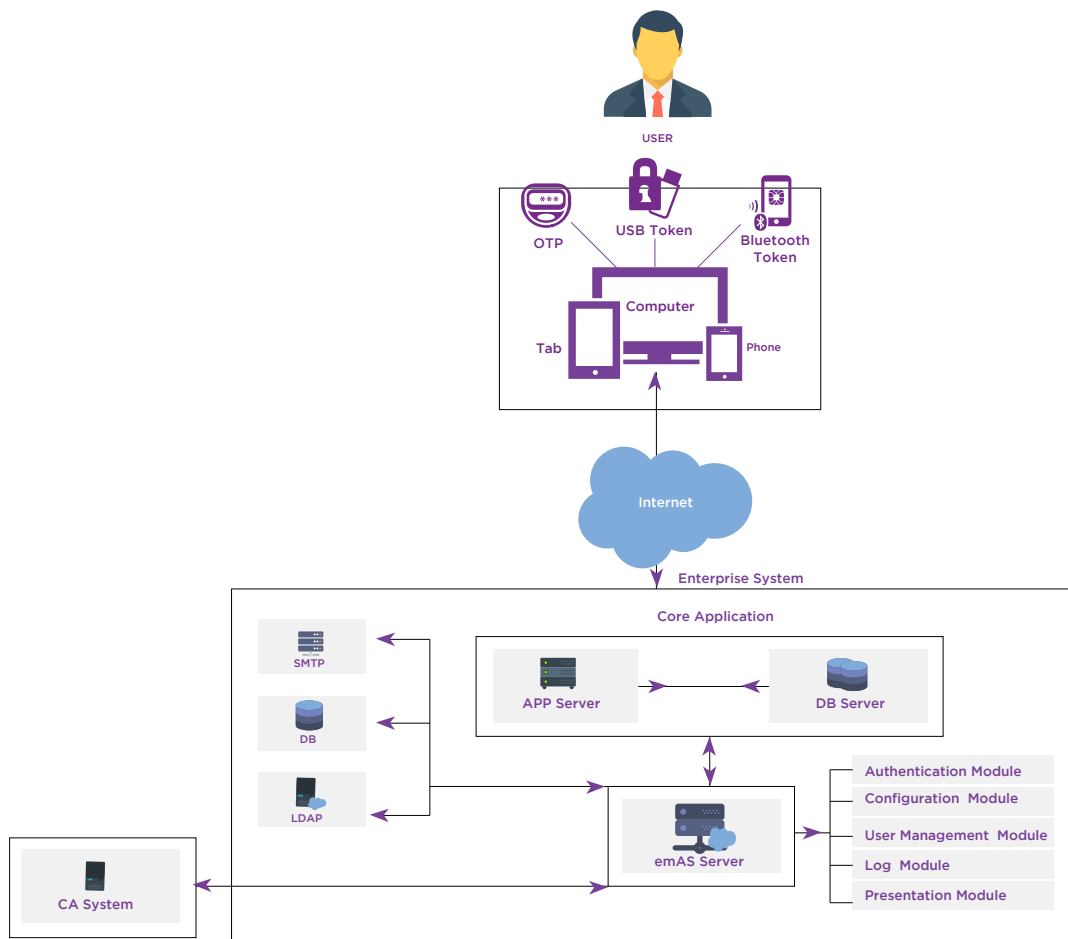 USER
* * *
OTP
USB Token
Bluetooth
Token
Computer
Tab
Phone
Internet
Enterprise System
Core Application
SMTP
APP Server
DB Server
DB
LDAP
emAS Server
Authentication Module
Configuration Module
User Management Module
Log Module
Presentation Module
CA System